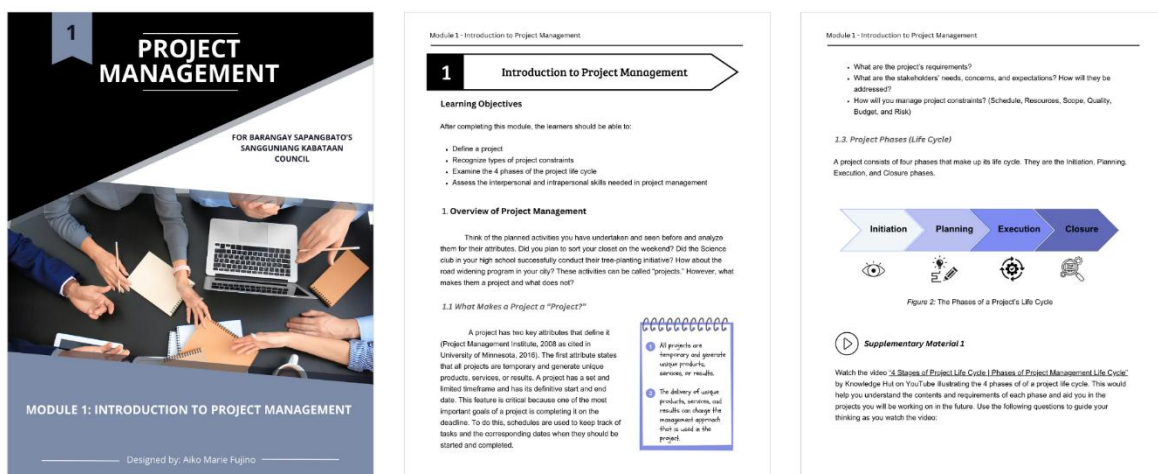 1
PROJECT
MANAGEMENT
FOR BARANGAY SAPANGBATO'S
SANGGUNIANG KABATAAN
COUNCIL
MODULE 1: INTRODUCTION TO PROJECT MANAGEMENT
Designed by: Aiko Marie Fujino
Module 1 - Introduction to Project Management
1
Introduction to Project Management
Learning Objectives
After completing this module, the learners should be able to:
• Define a project
• Recognize types of project constraints
• Examine the 4 phases of the project life cycle
• Assess the interpersonal and intrapersonal skills needed in project management
1. Overview of Project Management
Think of the planned activities you have undertaken and seen before and analyze
them for their attributes. Did you plan to sort your closet on the weekend? Did the Science
club in your high school successfully conduct their tree-planting initiative? How about the
road widening program in your city? These activities can be called "projects." However, what
makes them a project and what does not?
1.1 What Makes a Project a "Project?"
A project has two key attributes that define it
(Project Management Institute, 2008 as cited in
University of Minnesota, 2016). The first attribute states
that all projects are temporary and generate unique
products, services, or results. A project has a set and
limited timeframe and has its definitive start and end
date. This feature is critical because one of the most
important goals of a project is completing it on the
deadline. To do this, schedules are used to keep track of
tasks and the corresponding dates when they should be
started and completed.
1 All projects are
temporary and generate
unique products,
services, or results.
2 The delivery of unique
products, services, and
results can change the
management approach
that is used in the
project.
Module 1 - Introduction to Project Management
• What are the project's requirements?
• What are the stakeholders' needs, concerns, and expectations? How will they be
addressed?
• How will you manage project constraints? (Schedule, Resources, Scope, Quality,
Budget, and Risk)
1.3. Project Phases (Life Cycle)
A project consists of four phases that make up its life cycle. They are the Initiation, Planning,
Execution, and Closure phases.
Initiation Planning Execution Closure
Figure 2: The Phases of a Project's Life Cycle
Supplementary Material 1
Watch the video "4 Stages of Project Life Cycle | Phases of Project Management Life Cycle"
by Knowledge Hut on YouTube illustrating the 4 phases of of a project life cycle. This would
help you understand the contents and requirements of each phase and aid you in the
projects you will be working on in the future. Use the following questions to guide your
thinking as you watch the video: